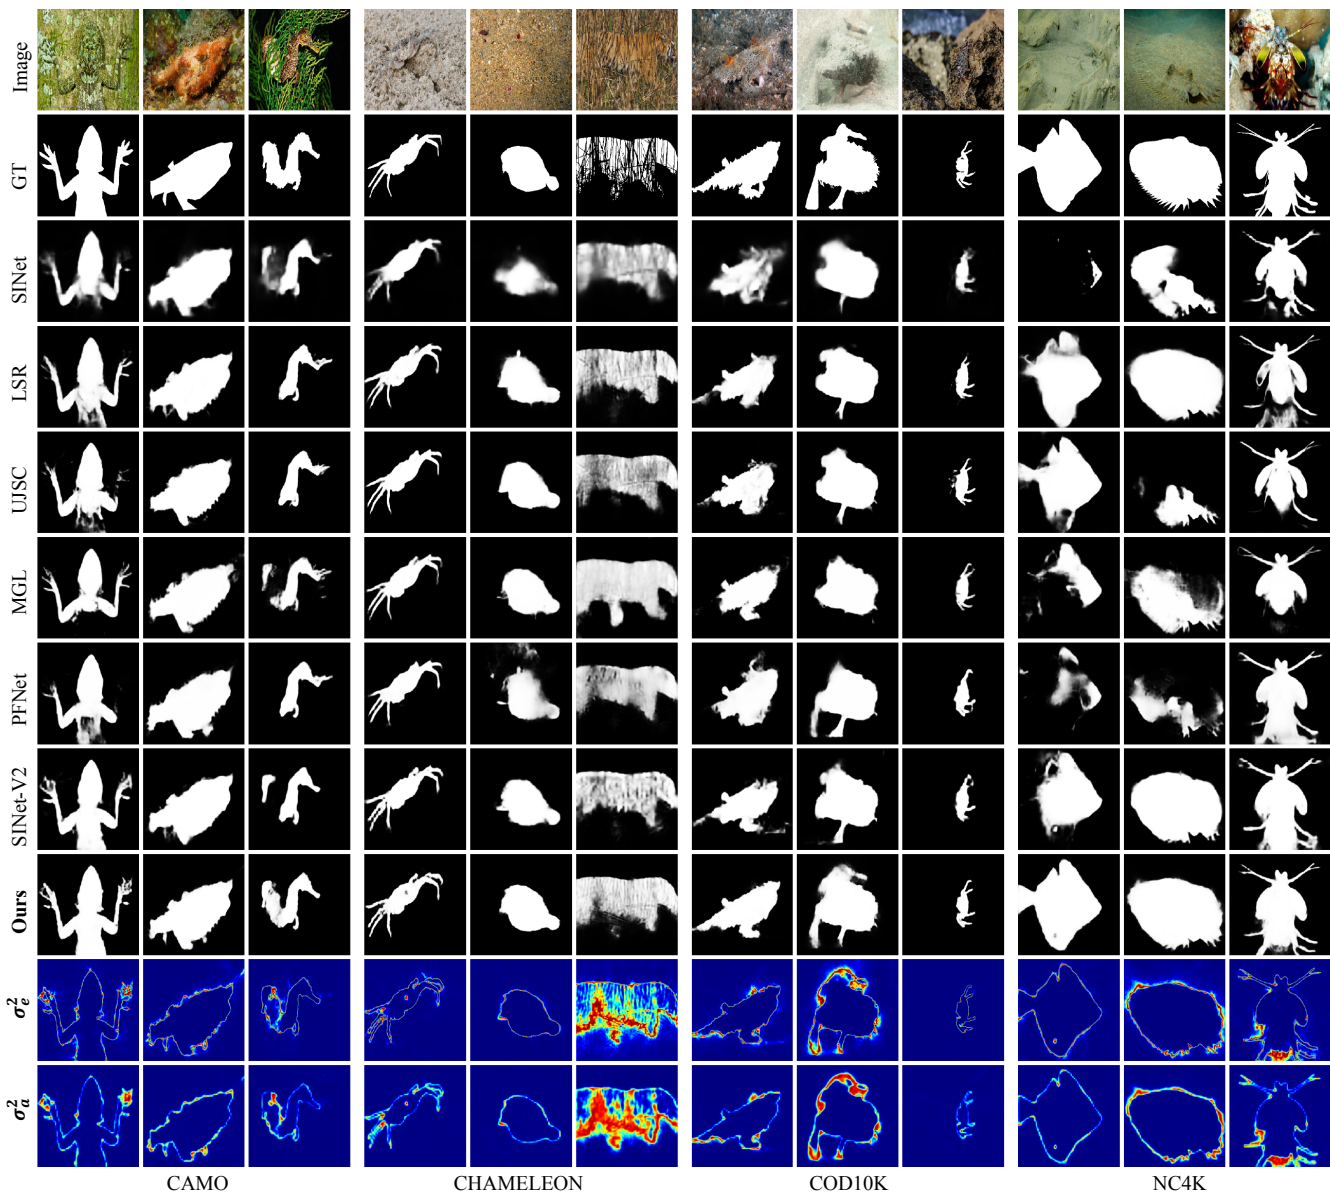 Image
GT
SINet
LSR
UJSC
MGL
PFNet
SINet-V2
Ours
σ²ₑ
σ²ₐ
CAMO CHAMELEON COD10K NC4K